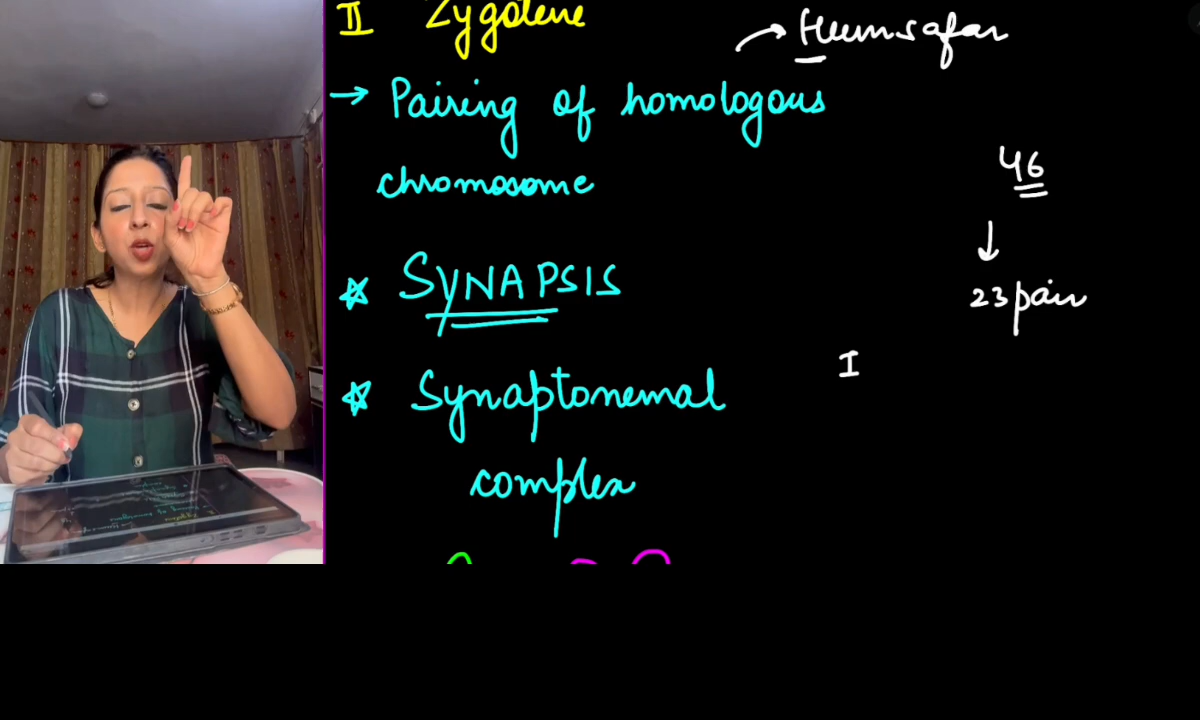 II Zygotene
→ Humsafar
→ Pairing of homologous
chromosome
46
↓
23 pair
☆ SYNAPSIS
I
☆ Synaptonemal
complex